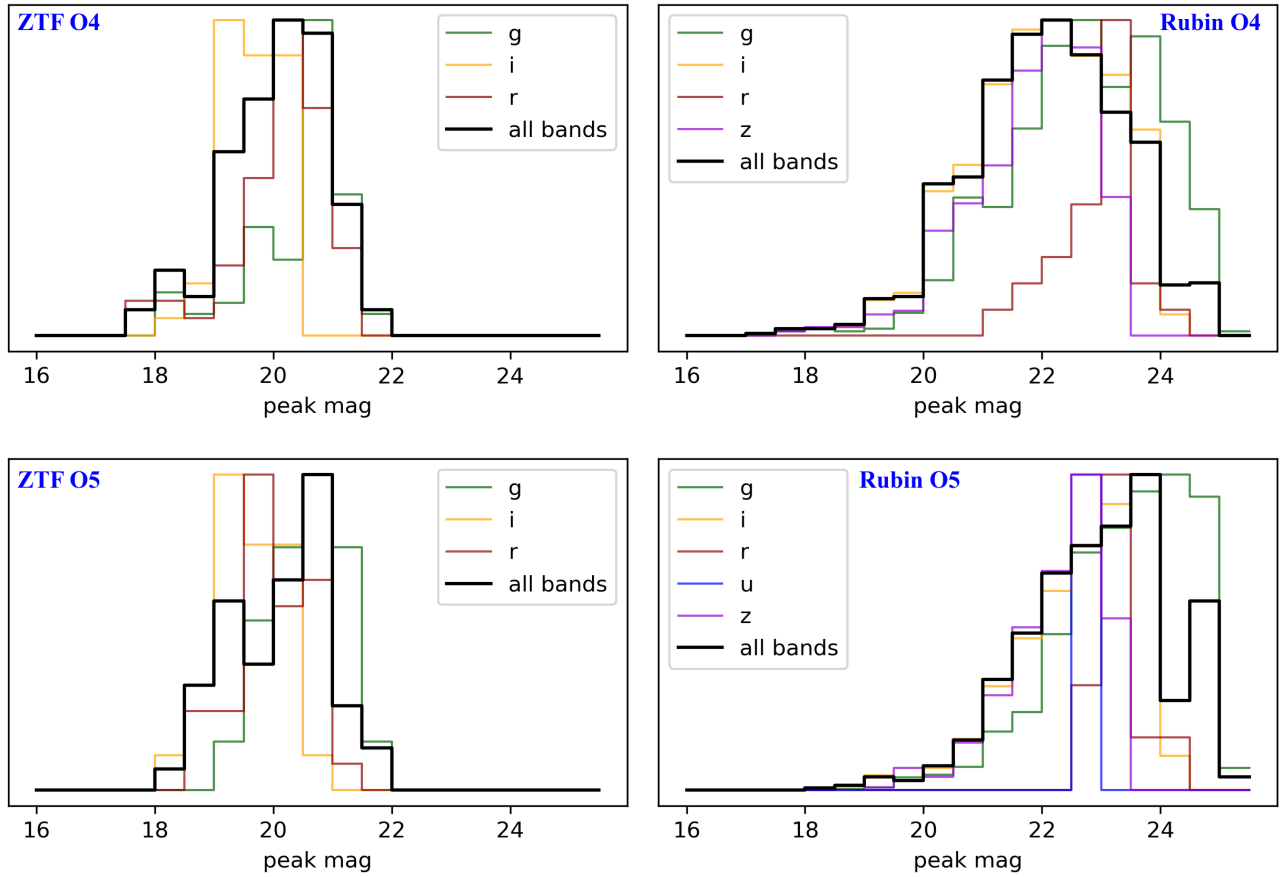 ZTF O4
g
i
r
all bands
16 18 20 22 24
peak mag
Rubin O4
g
i
r
z
all bands
16 18 20 22 24
peak mag
ZTF O5
g
i
r
all bands
16 18 20 22 24
peak mag
Rubin O5
g
i
r
u
z
all bands
16 18 20 22 24
peak mag